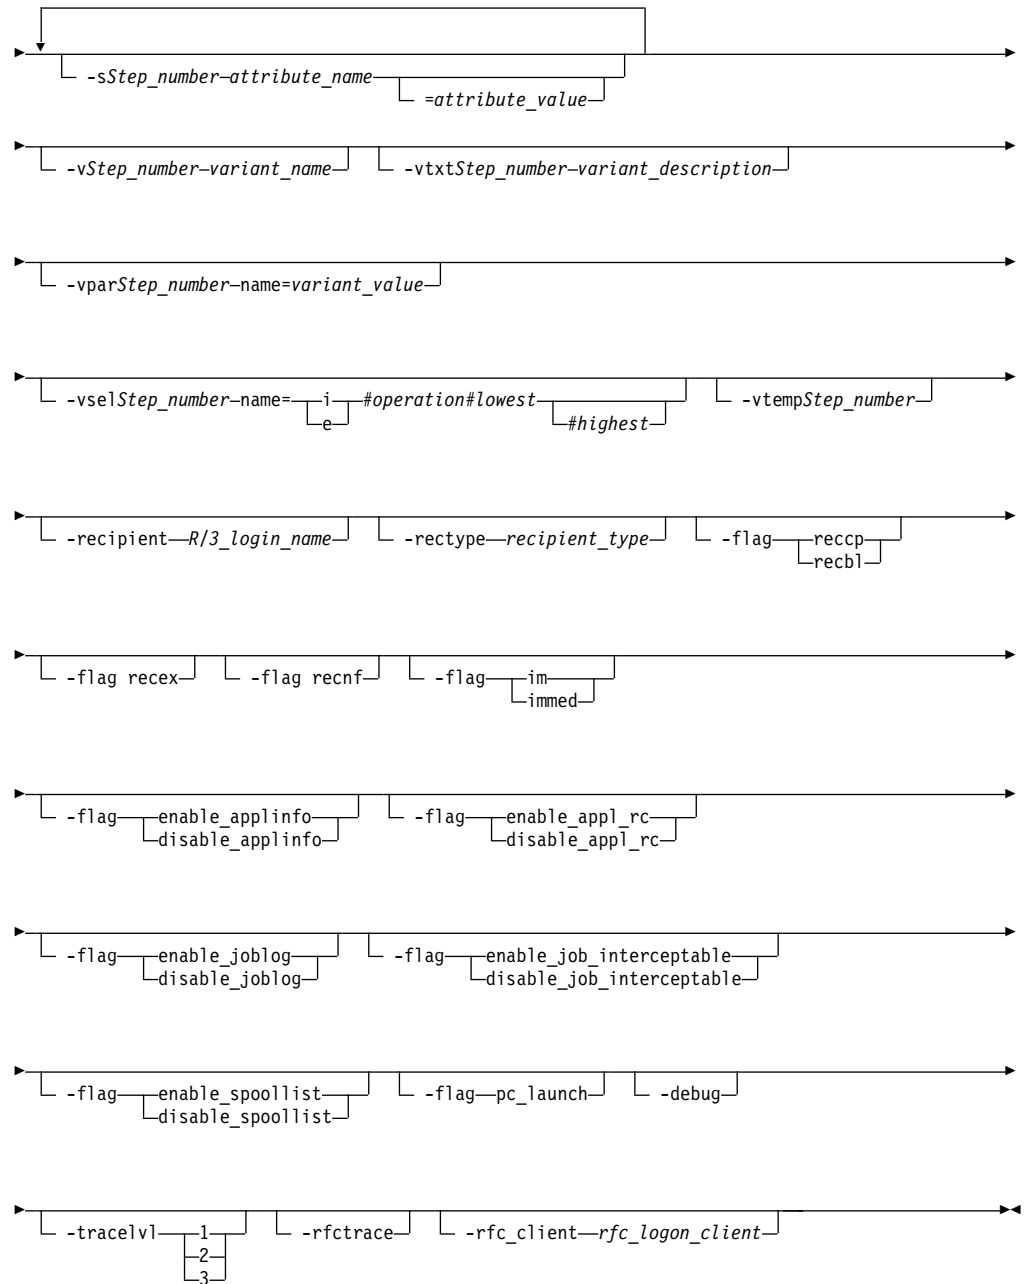 -sStep_number attribute_name
=attribute_value
-vStep_number variant_name -vtxtStep_number variant_description
-vparStep_number name=variant_value
-vselStep_number name= i #operation#lowest -vtempStep_number
e #highest
-recipient R/3_login_name -rectype recipient_type -flag reccp
recbl
-flag recex -flag recnf -flag im
immed
-flag enable_applinfo -flag enable_appl_rc
disable_applinfo disable_appl_rc
-flag enable_joblog -flag enable_job_interceptable
disable_joblog disable_job_interceptable
-flag enable_spoollist -flag pc_launch -debug
disable_spoollist
-tracelvl 1 -rfctrace -rfc_client rfc_logon_client
2
3